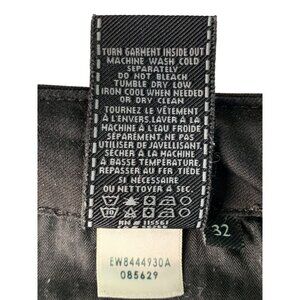 TURN GARMENT INSIDE OUT
MACHINE WASH COLD
SEPARATELY
DO NOT BLEACH
TUMBLE DRY LOW
IRON COOL WHEN NEEDED
OR DRY CLEAN
TOURNEZ LE VÊTEMENT
À L'ENVERS, LAVER À LA
MACHINE À L'EAU FROIDE
SÉPARÉMENT. NE PAS
UTILISER DE JAVELLISANT.
SÉCHER À LA MACHINE
À BASSE TEMPÉRATURE.
REPASSER AU FER TIÈDE
SI NÉCESSAIRE
OU NETTOYER À SEC.
RN # 115561
32
EW8444930A
085629